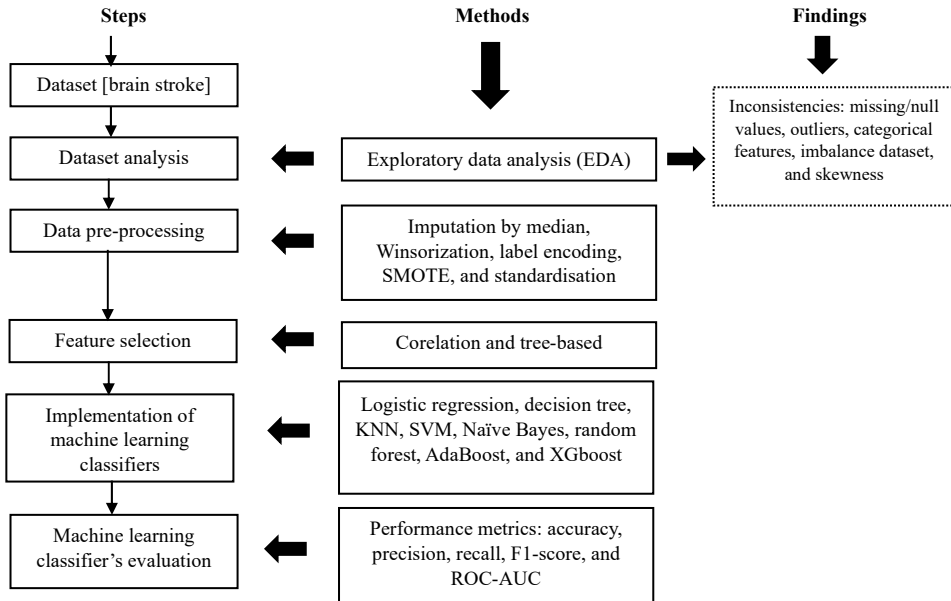 Steps
Methods
Findings
Dataset [brain stroke]
Inconsistencies: missing/null
values, outliers, categorical
features, imbalance dataset,
and skewness
Dataset analysis
Exploratory data analysis (EDA)
Data pre-processing
Imputation by median,
Winsorization, label encoding,
SMOTE, and standardisation
Feature selection
Corelation and tree-based
Implementation of
machine learning
classifiers
Logistic regression, decision tree,
KNN, SVM, Naïve Bayes, random
forest, AdaBoost, and XGboost
Machine learning
classifier’s evaluation
Performance metrics: accuracy,
precision, recall, F1-score, and
ROC-AUC